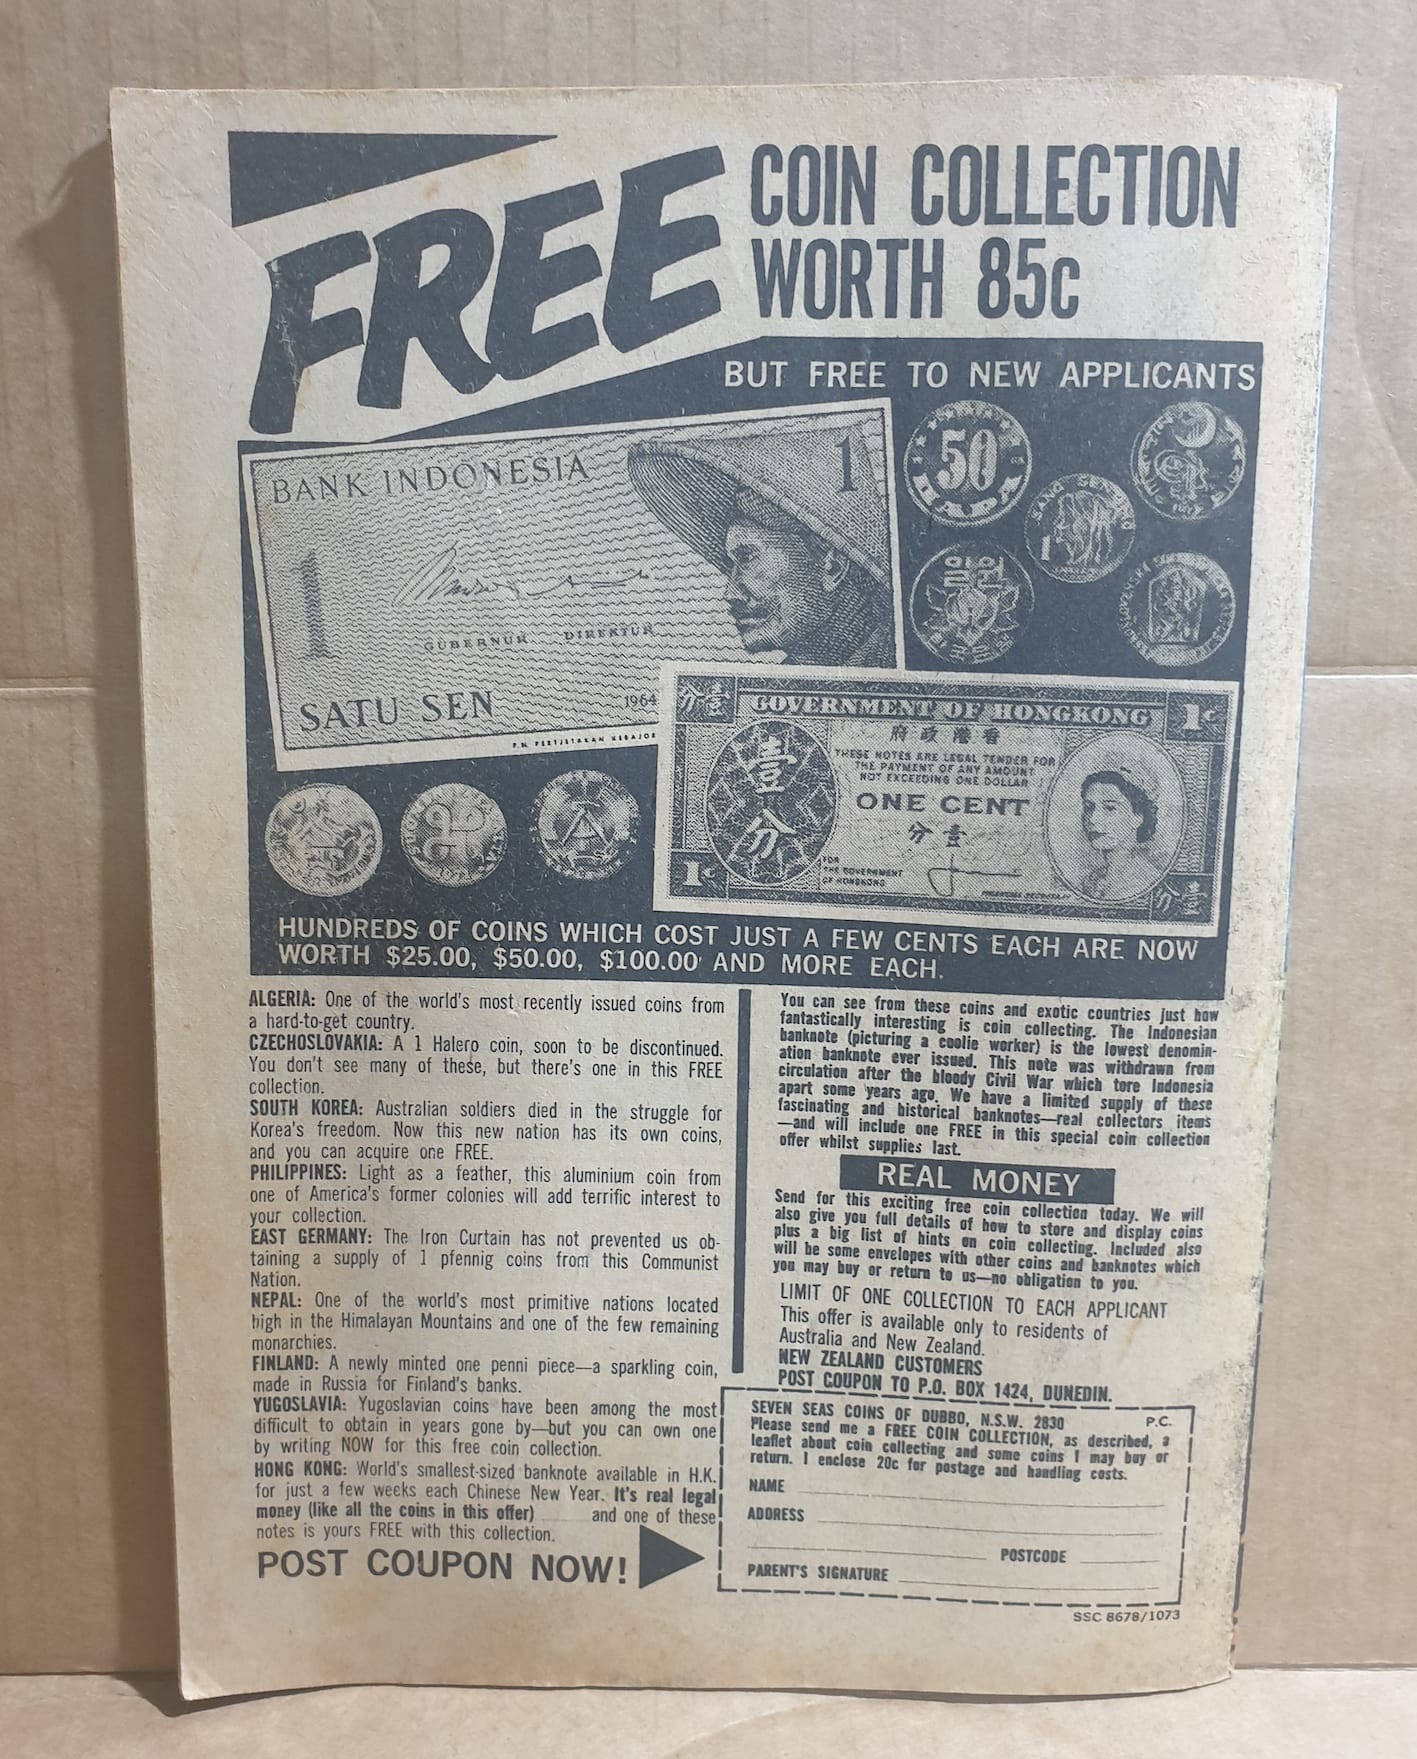 FREE
COIN COLLECTION
WORTH 85c
BUT FREE TO NEW APPLICANTS
BANK INDONESIA
1
1
GUBERNUR DIREKTUR
SATU SEN
1964
50
ПАРА
SANG SENTIMO
1
일원
GOVERNMENT OF HONGKONG
分壹
1c
府政港香
THESE NOTES ARE LEGAL TENDER FOR
THE PAYMENT OF ANY AMOUNT
NOT EXCEEDING ONE DOLLAR
壹
分
ONE CENT
分壹
FOR
THE GOVERNMENT
OF HONGKONG
1c
HUNDREDS OF COINS WHICH COST JUST A FEW CENTS EACH ARE NOW
WORTH $25.00, $50.00, $100.00 AND MORE EACH.
ALGERIA: One of the world's most recently issued coins from
a hard-to-get country.
CZECHOSLOVAKIA: A 1 Halero coin, soon to be discontinued.
You don't see many of these, but there's one in this FREE
collection.
SOUTH KOREA: Australian soldiers died in the struggle for
Korea's freedom. Now this new nation has its own coins,
and you can acquire one FREE.
PHILIPPINES: Light as a feather, this aluminium coin from
one of America's former colonies will add terrific interest to
your collection.
EAST GERMANY: The Iron Curtain has not prevented us ob-
taining a supply of 1 pfennig coins from this Communist
Nation.
NEPAL: One of the world's most primitive nations located
high in the Himalayan Mountains and one of the few remaining
monarchies.
FINLAND: A newly minted one penni piece—a sparkling coin,
made in Russia for Finland's banks.
YUGOSLAVIA: Yugoslavian coins have been among the most
difficult to obtain in years gone by—but you can own one
by writing NOW for this free coin collection.
HONG KONG: World's smallest-sized banknote available in H.K.
for just a few weeks each Chinese New Year. It's real legal
money (like all the coins in this offer) and one of these
notes is yours FREE with this collection.
POST COUPON NOW!
You can see from these coins and exotic countries just how
fantastically interesting is coin collecting. The Indonesian
banknote (picturing a coolie worker) is the lowest denomin-
ation banknote ever issued. This note was withdrawn from
circulation after the bloody Civil War which tore Indonesia
apart some years ago. We have a limited supply of these
fascinating and historical banknotes—real collectors items
—and will include one FREE in this special coin collection
offer whilst supplies last.
REAL MONEY
Send for this exciting free coin collection today. We will
also give you full details of how to store and display coins
plus a big list of hints on coin collecting. Included also
will be some envelopes with other coins and banknotes which
you may buy or return to us—no obligation to you.
LIMIT OF ONE COLLECTION TO EACH APPLICANT
This offer is available only to residents of
Australia and New Zealand.
NEW ZEALAND CUSTOMERS
POST COUPON TO P.O. BOX 1424, DUNEDIN.
SEVEN SEAS COINS OF DUBBO, N.S.W. 2830 P.C.
Please send me a FREE COIN COLLECTION, as described, a
leaflet about coin collecting and some coins I may buy or
return. I enclose 20c for postage and handling costs.
NAME
ADDRESS
POSTCODE
PARENT'S SIGNATURE
SSC 8678/1073